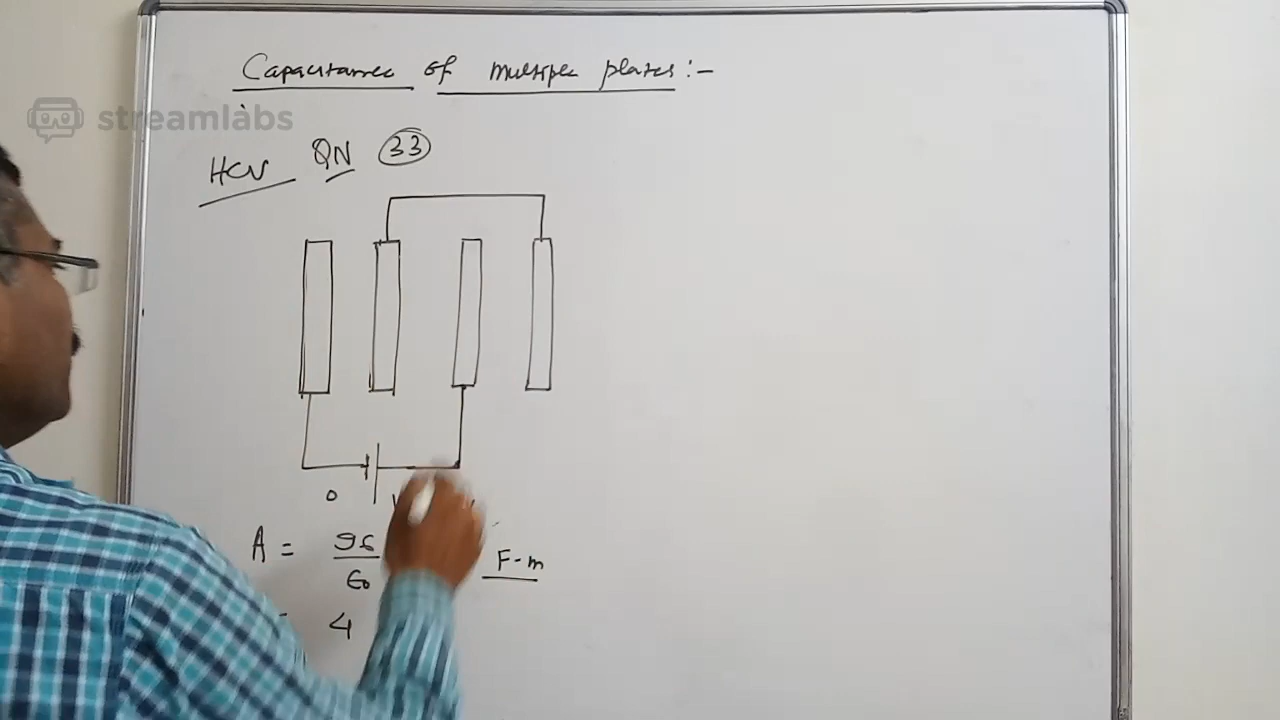 Capacitance of multiple plates:-
streamlabs
HCV QN 33
0
A = 96
ϵ0
F-m
4